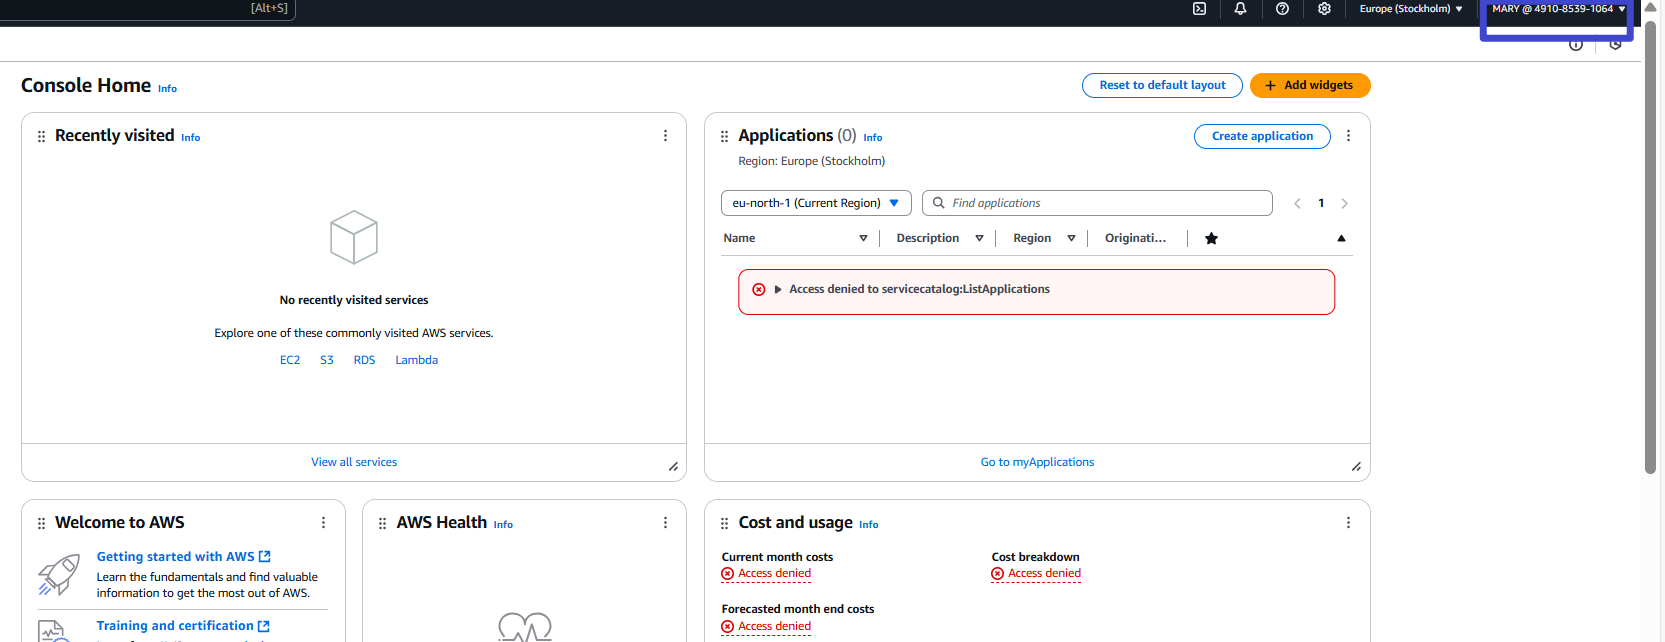 [Alt+S]
Europe (Stockholm)
MARY @ 4910-8539-1064
Console Home Info
Reset to default layout
Add widgets
Recently visited Info
No recently visited services
Explore one of these commonly visited AWS services.
EC2 S3 RDS Lambda
View all services
Applications (0) Info
Create application
Region: Europe (Stockholm)
eu-north-1 (Current Region)
Find applications
1
Name Description Region Originati...
Access denied to servicecatalog:ListApplications
Go to myApplications
Welcome to AWS
Getting started with AWS
Learn the fundamentals and find valuable
information to get the most out of AWS.
Training and certification
AWS Health Info
Cost and usage Info
Current month costs
Access denied
Cost breakdown
Access denied
Forecasted month end costs
Access denied